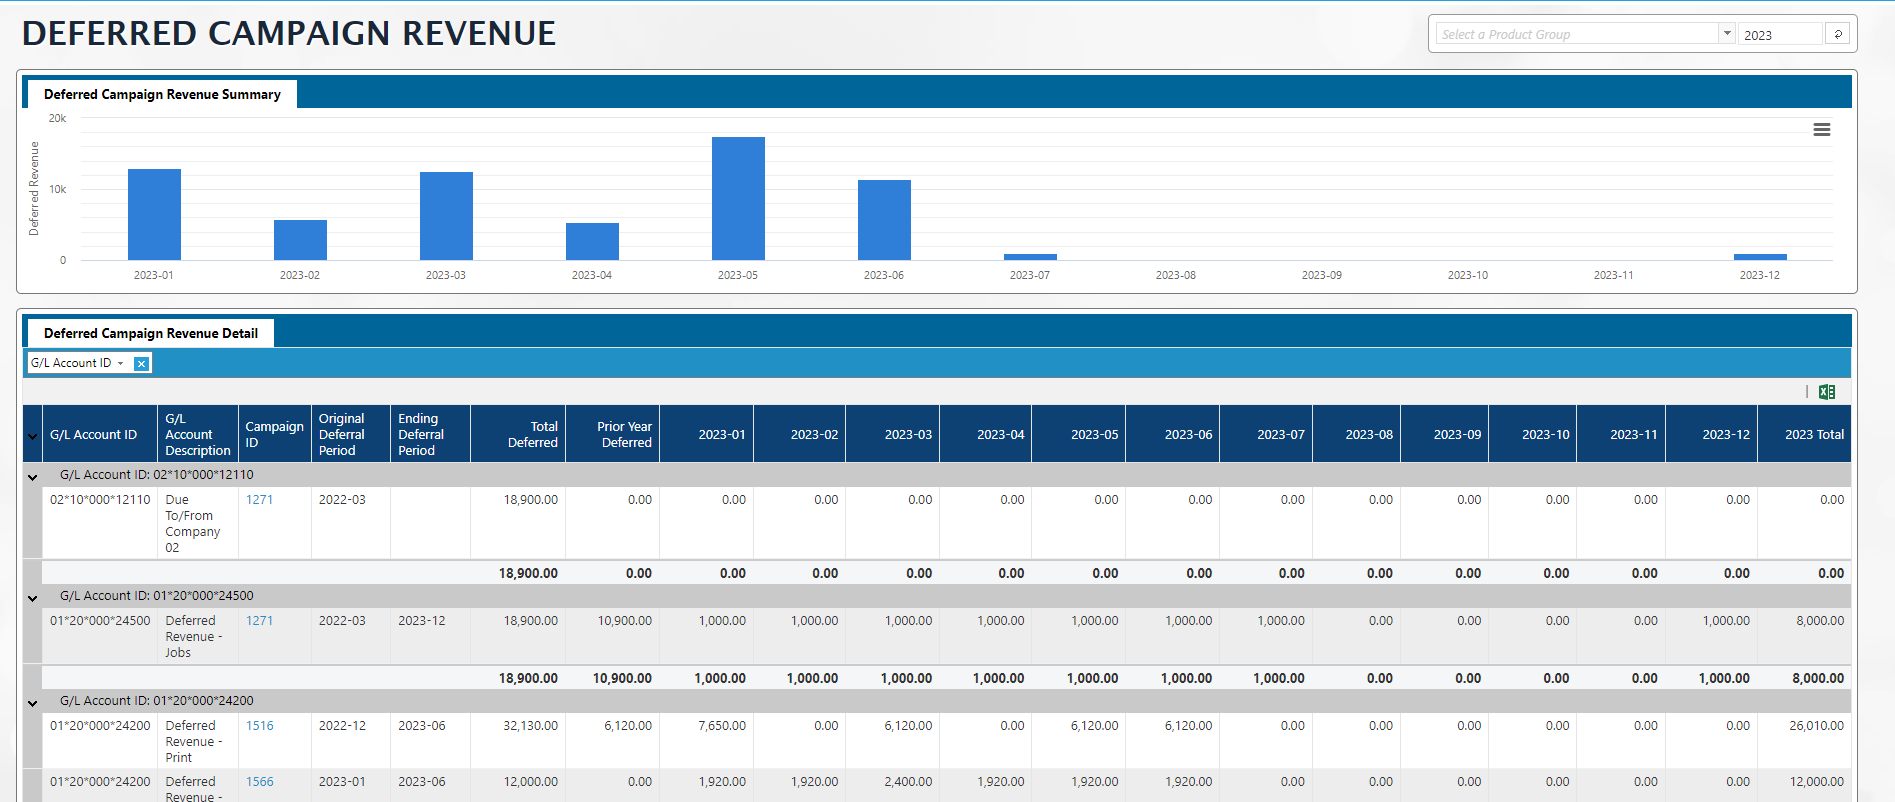 DEFERRED CAMPAIGN REVENUE
Select a Product Group
2023
Deferred Campaign Revenue Summary
20k
10k
0
Deferred Revenue
2023-01 2023-02 2023-03 2023-04 2023-05 2023-06 2023-07 2023-08 2023-09 2023-10 2023-11 2023-12
Deferred Campaign Revenue Detail
G/L Account ID
G/L Account ID G/L Account Description Campaign ID Original Deferral Period Ending Deferral Period Total Deferred Prior Year Deferred 2023-01 2023-02 2023-03 2023-04 2023-05 2023-06 2023-07 2023-08 2023-09 2023-10 2023-11 2023-12 2023 Total
G/L Account ID: 02*10*000*12110
02*10*000*12110 Due To/From Company 02 1271 2022-03 18,900.00 0.00 0.00 0.00 0.00 0.00 0.00 0.00 0.00 0.00 0.00 0.00 0.00 0.00 0.00
18,900.00 0.00 0.00 0.00 0.00 0.00 0.00 0.00 0.00 0.00 0.00 0.00 0.00 0.00 0.00
G/L Account ID: 01*20*000*24500
01*20*000*24500 Deferred Revenue - Jobs 1271 2022-03 2023-12 18,900.00 10,900.00 1,000.00 1,000.00 1,000.00 1,000.00 1,000.00 1,000.00 1,000.00 0.00 0.00 0.00 0.00 1,000.00 8,000.00
18,900.00 10,900.00 1,000.00 1,000.00 1,000.00 1,000.00 1,000.00 1,000.00 1,000.00 0.00 0.00 0.00 0.00 1,000.00 8,000.00
G/L Account ID: 01*20*000*24200
01*20*000*24200 Deferred Revenue - Print 1516 2022-12 2023-06 32,130.00 6,120.00 7,650.00 0.00 6,120.00 0.00 6,120.00 6,120.00 0.00 0.00 0.00 0.00 0.00 0.00 26,010.00
01*20*000*24200 Deferred Revenue - 1566 2023-01 2023-06 12,000.00 0.00 1,920.00 1,920.00 2,400.00 1,920.00 1,920.00 1,920.00 0.00 0.00 0.00 0.00 0.00 0.00 12,000.00